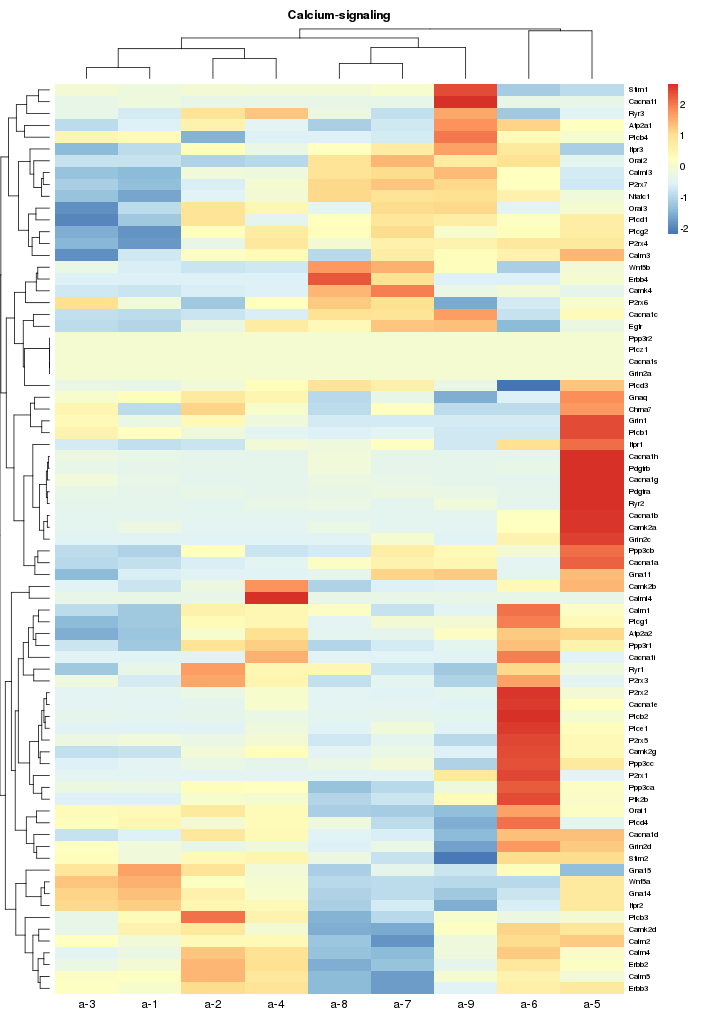 Calcium-signaling
Stim1
Cacna1f
Ryr3
Atp2a1
Plcb4
Itpr3
Orai2
Calml3
P2rx7
Nfatc1
Orai3
Plcd1
Plcg2
P2rx4
Calm3
Wnt5b
Erbb4
Camk4
P2rx6
Cacna1c
Egfr
Ppp3r2
Plcz1
Cacna1s
Grin2a
Plcd3
Gnaq
Chrna7
Grin1
Plcb1
Itpr1
Cacna1h
Pdgfrb
Cacna1g
Pdgfra
Ryr2
Cacna1b
Camk2a
Grin2c
Ppp3cb
Cacna1a
Gna11
Camk2b
Calml4
Calm1
Plcg1
Atp2a2
Ppp3r1
Cacna1i
Ryr1
P2rx3
P2rx2
Cacna1e
Plcb2
Plce1
P2rx5
Camk2g
Ppp3cc
P2rx1
Ppp3ca
Ptk2b
Orai1
Plcd4
Cacna1d
Grin2d
Stim2
Gna15
Wnt5a
Gna14
Itpr2
Plcb3
Camk2d
Calm2
Calm4
Erbb2
Calm5
Erbb3
2
1
0
-1
-2
a-3 a-1 a-2 a-4 a-8 a-7 a-9 a-6 a-5